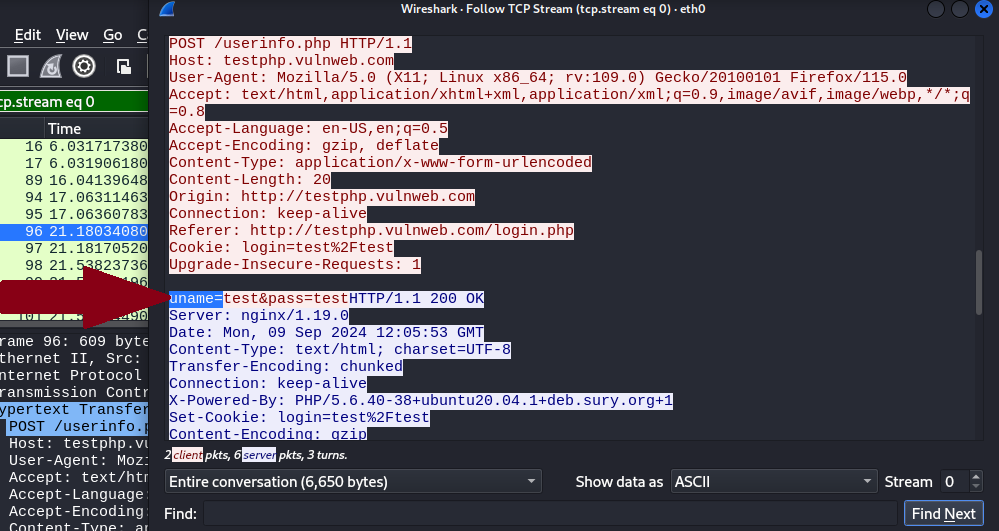 Wireshark · Follow TCP Stream (tcp.stream eq 0) · eth0
Edit View Go
tcp.stream eq 0
Time
16 6.031717380
17 6.031906180
89 16.04139648
94 17.06311463
95 17.06360783
96 21.18034080
97 21.18170520
98 21.53823736
POST /userinfo.php HTTP/1.1
Host: testphp.vulnweb.com
User-Agent: Mozilla/5.0 (X11; Linux x86_64; rv:109.0) Gecko/20100101 Firefox/115.0
Accept: text/html,application/xhtml+xml,application/xml;q=0.9,image/avif,image/webp,*/*;q
=0.8
Accept-Language: en-US,en;q=0.5
Accept-Encoding: gzip, deflate
Content-Type: application/x-www-form-urlencoded
Content-Length: 20
Origin: http://testphp.vulnweb.com
Connection: keep-alive
Referer: http://testphp.vulnweb.com/login.php
Cookie: login=test%2Ftest
Upgrade-Insecure-Requests: 1
uname=test&pass=testHTTP/1.1 200 OK
Server: nginx/1.19.0
Date: Mon, 09 Sep 2024 12:05:53 GMT
Content-Type: text/html; charset=UTF-8
Transfer-Encoding: chunked
Connection: keep-alive
X-Powered-By: PHP/5.6.40-38+ubuntu20.04.1+deb.sury.org+1
Set-Cookie: login=test%2Ftest
Content-Encoding: gzip
rame 96: 609 byte
thernet II, Src:
nternet Protocol
ransmission Contr
ypertext Transfer
POST /userinfo.p
Host: testphp.vu
User-Agent: Mozi
Accept: text/htm
Accept-Language:
Accept-Encoding:
Content-Type: ap
2 client pkts, 6 server pkts, 3 turns.
Entire conversation (6,650 bytes)
Show data as ASCII
Stream 0
Find:
Find Next